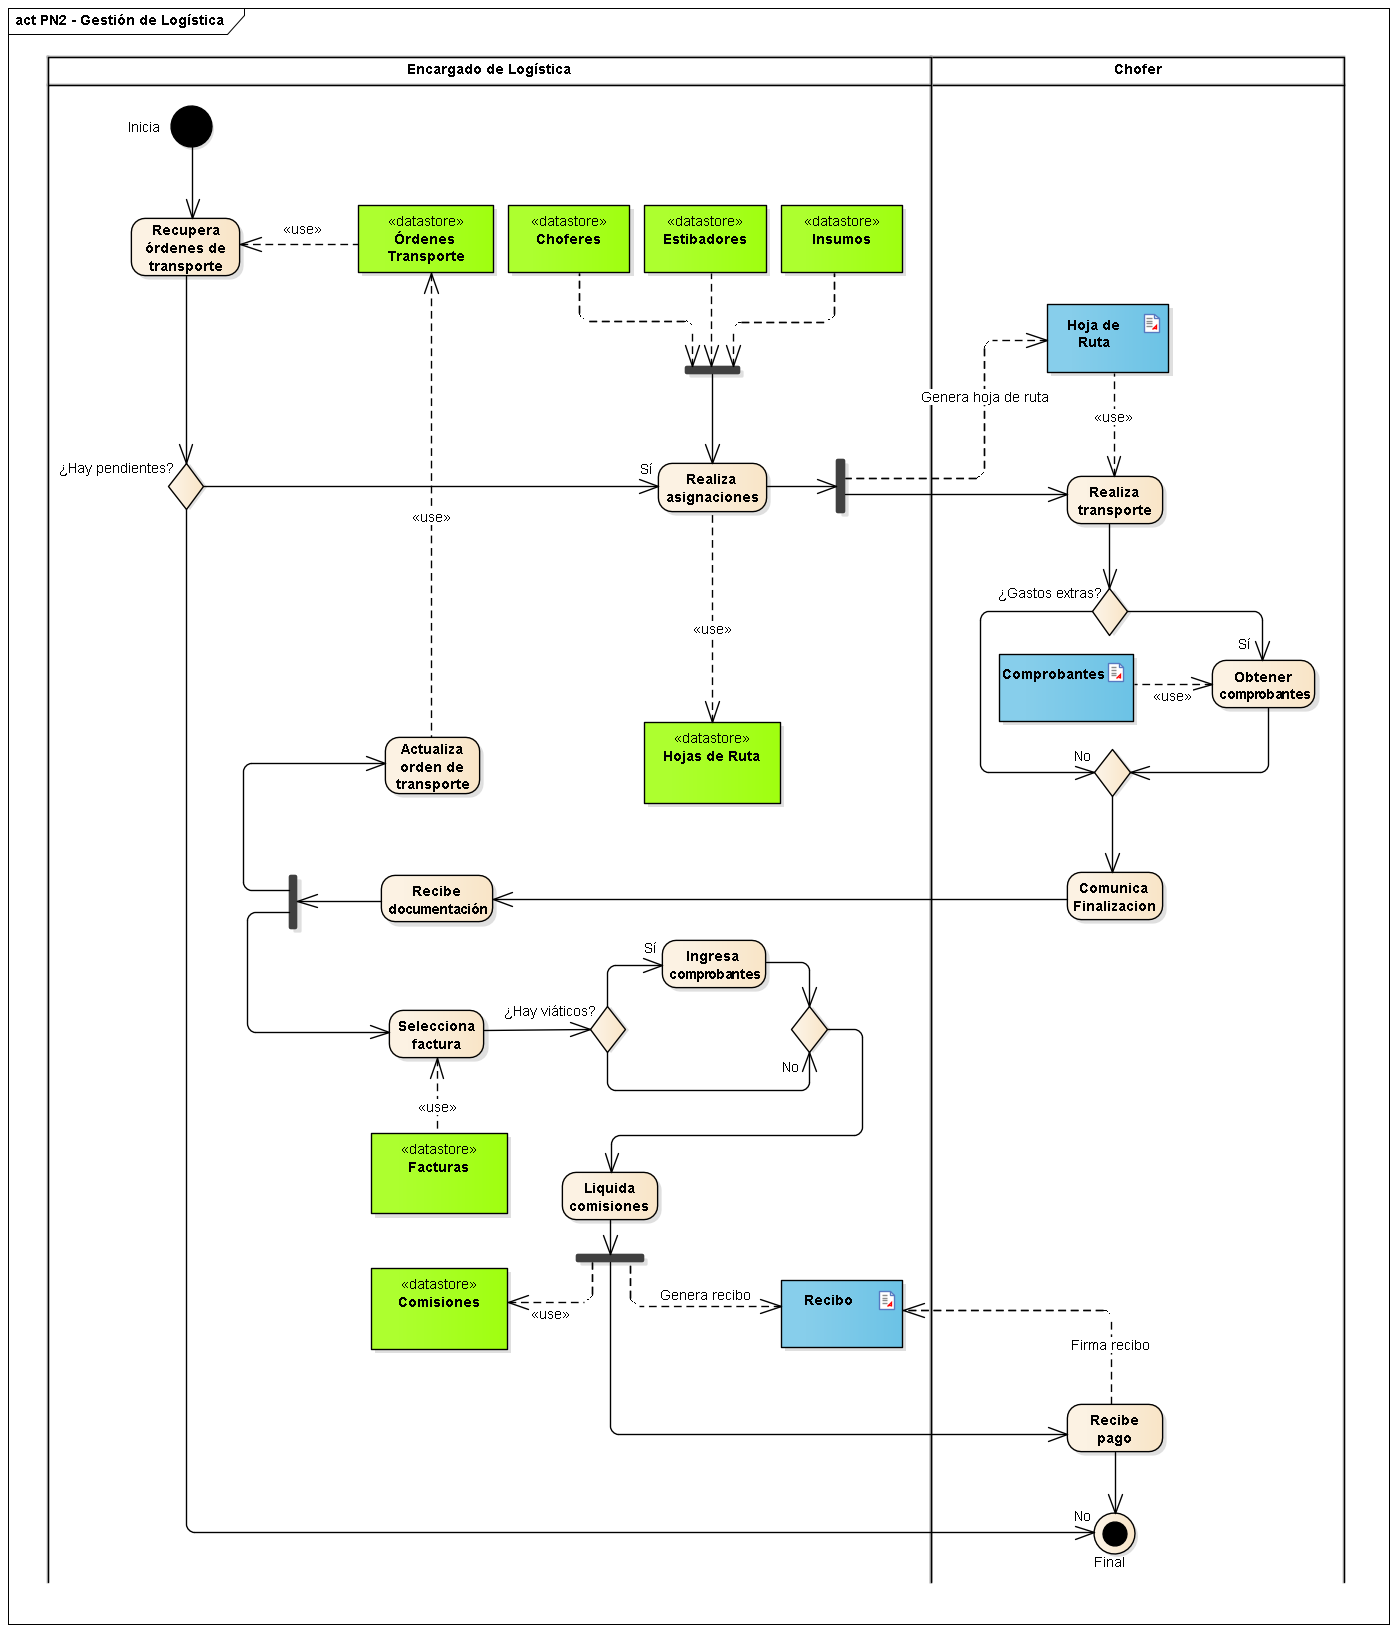 act PN2 - Gestión de Logística
Encargado de Logística
Chofer
Inicia
Recupera
órdenes de
transporte
«use»
«datastore»
Órdenes
Transporte
«datastore»
Choferes
«datastore»
Estibadores
«datastore»
Insumos
Hoja de
Ruta
Genera hoja de ruta
«use»
¿Hay pendientes?
Sí
Realiza
asignaciones
Realiza
transporte
«use»
¿Gastos extras?
«use»
Sí
Comprobantes
«use»
Obtener
comprobantes
«datastore»
Hojas de Ruta
Actualiza
orden de
transporte
No
Recibe
documentación
Comunica
Finalizacion
Sí
Ingresa
comprobantes
¿Hay viáticos?
Selecciona
factura
No
«use»
«datastore»
Facturas
Liquida
comisiones
«datastore»
Comisiones
«use»
Genera recibo
Recibo
Firma recibo
Recibe
pago
No
Final